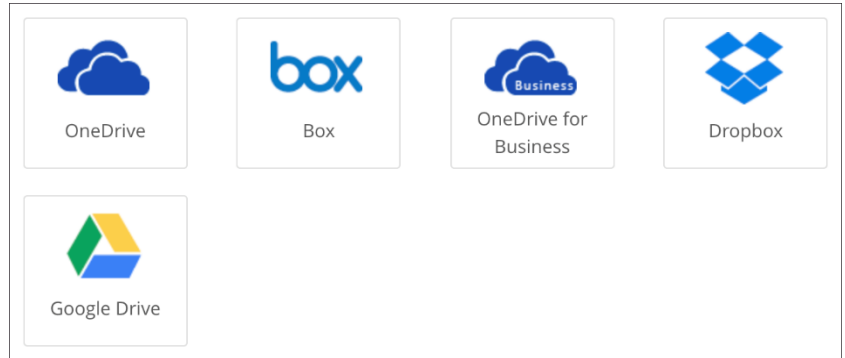 OneDrive
box
Box
Business
OneDrive for
Business
Dropbox
Google Drive